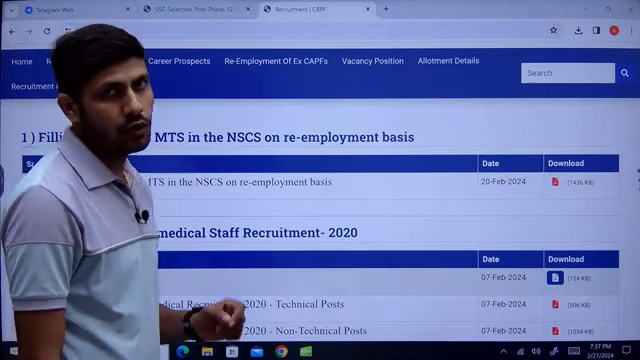 Telegram Web
SSC-Selection-Post-Phase-12-
Recruitment | CRPF
Home
Career Prospects
Re-Employment Of Ex CAPFs
Vacancy Position
Allotment Details
Search
Recruitment
1 ) MTS in the NSCS on re-employment basis
Date
Download
MTS in the NSCS on re-employment basis
20-Feb-2024
(1436 KB)
Staff Recruitment- 2020
Date
Download
07-Feb-2024
(124 KB)
2020 - Technical Posts
07-Feb-2024
(506 KB)
2020 - Non-Technical Posts
07-Feb-2024
(1054 KB)
7:37 PM
2/27/2024